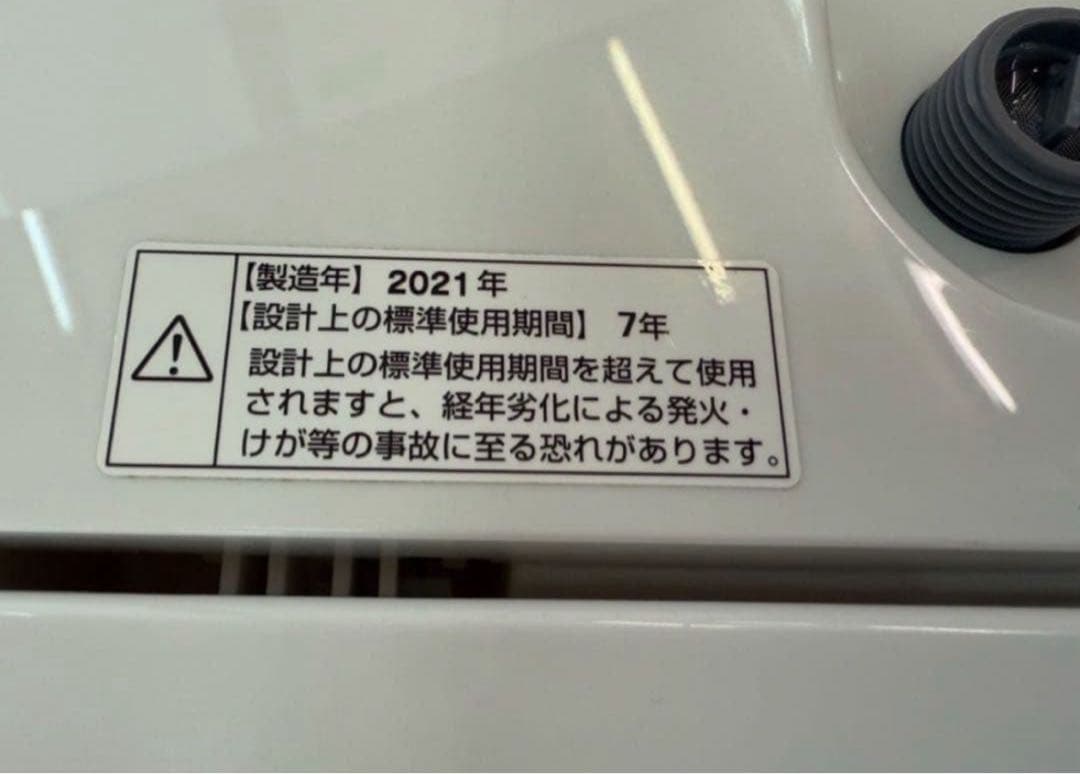 【製造年】 2021年
【設計上の標準使用期間】 7年
設計上の標準使用期間を超えて使用
されますと、経年劣化による発火・
けが等の事故に至る恐れがあります。